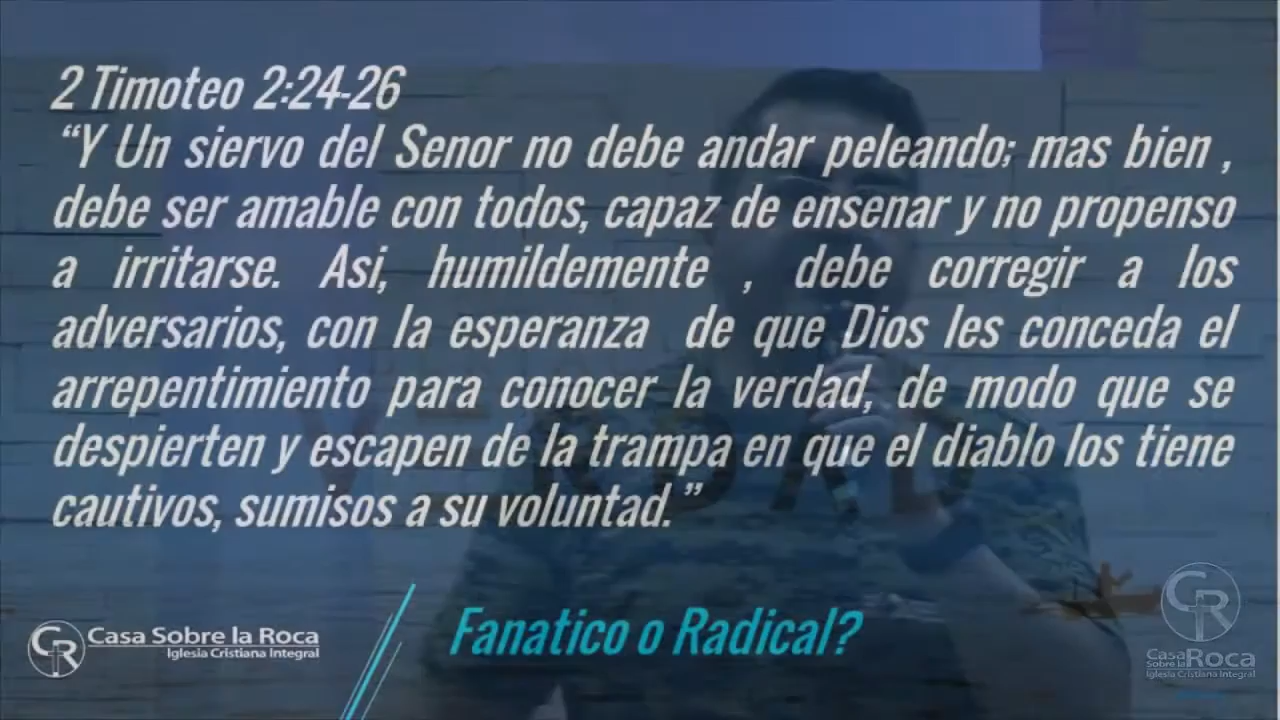 2 Timoteo 2:24-26
“Y Un siervo del Senor no debe andar peleando; mas bien ,
debe ser amable con todos, capaz de ensenar y no propenso
a irritarse. Asi, humildemente , debe corregir a los
adversarios, con la esperanza de que Dios les conceda el
arrepentimiento para conocer la verdad, de modo que se
despierten y escapen de la trampa en que el diablo los tiene
cautivos, sumisos a su voluntad.”
Fanatico o Radical?
CR
Casa Sobre la Roca
Iglesia Cristiana Integral
CR
Casa
Sobre la Roca
Iglesia Cristiana Integral